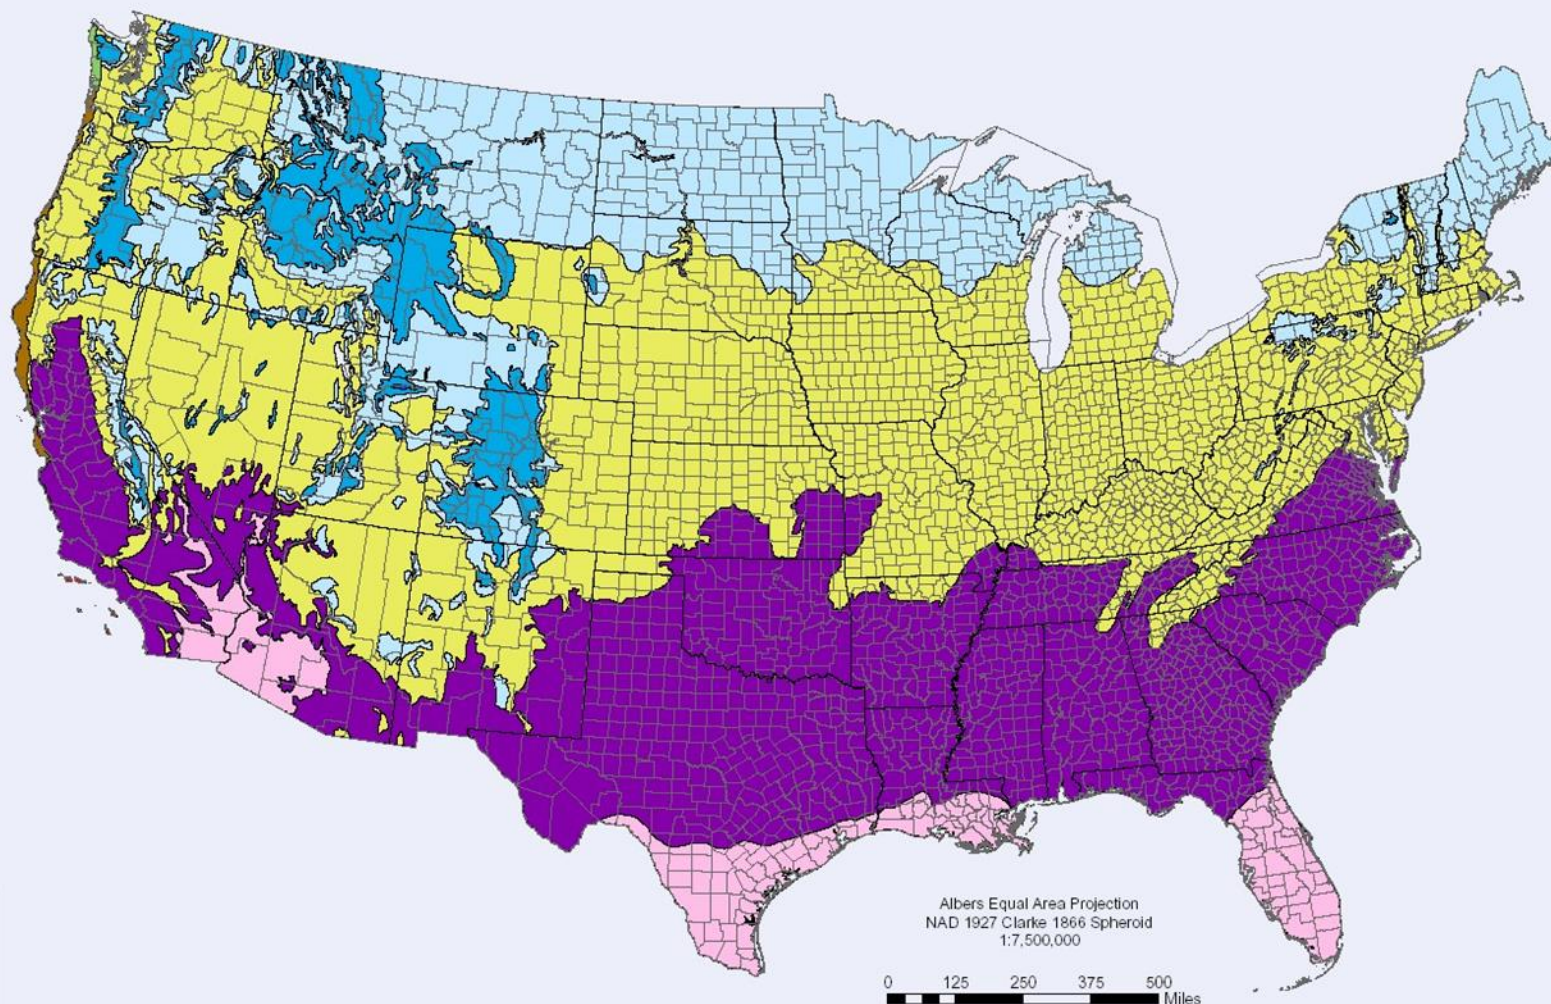 Albers Equal Area Projection
NAD 1927 Clarke 1866 Spheroid
1:7,500,000
0 125 250 375 500
Miles